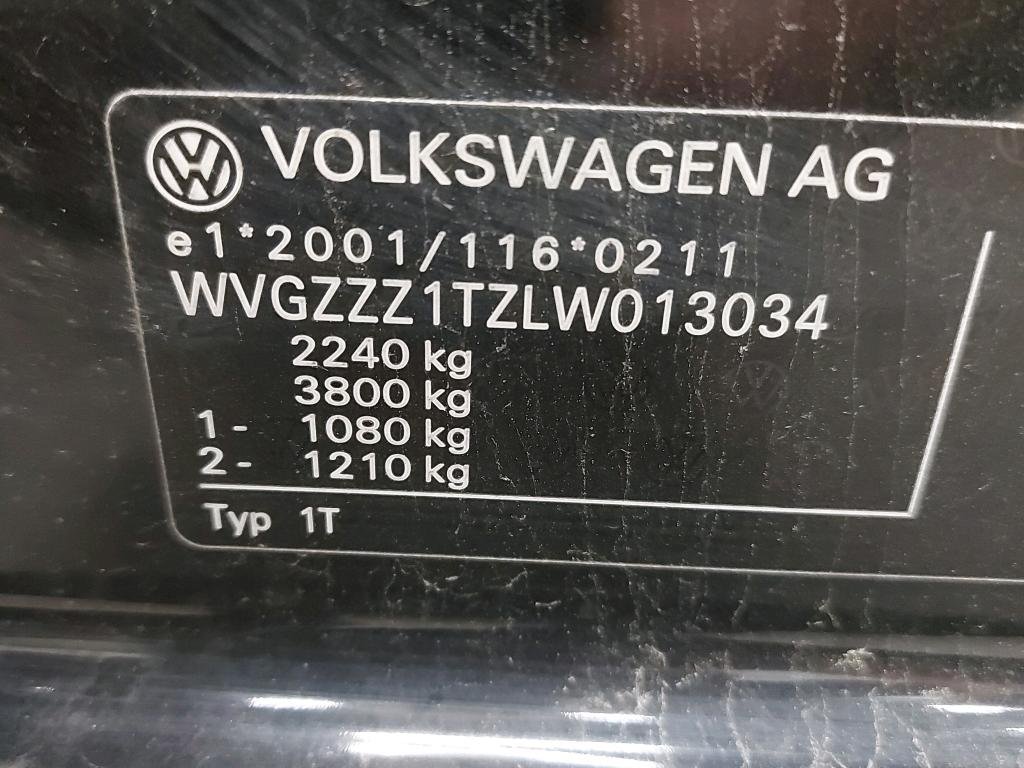 VOLKSWAGEN AG
e1*2001/116*0211
WVGZZZ1TZLW013034
2240 kg
3800 kg
1- 1080 kg
2- 1210 kg
Typ 1T